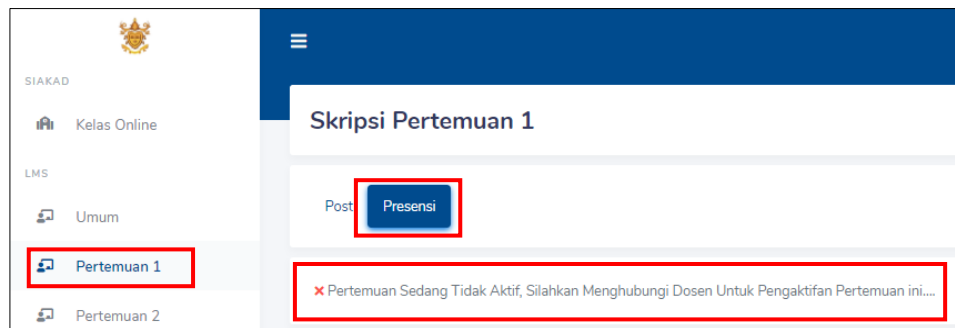 SIAKAD
Kelas Online
LMS
Umum
Pertemuan 1
Pertemuan 2
Skripsi Pertemuan 1
Post
Presensi
× Pertemuan Sedang Tidak Aktif, Silahkan Menghubungi Dosen Untuk Pengaktifan Pertemuan ini....